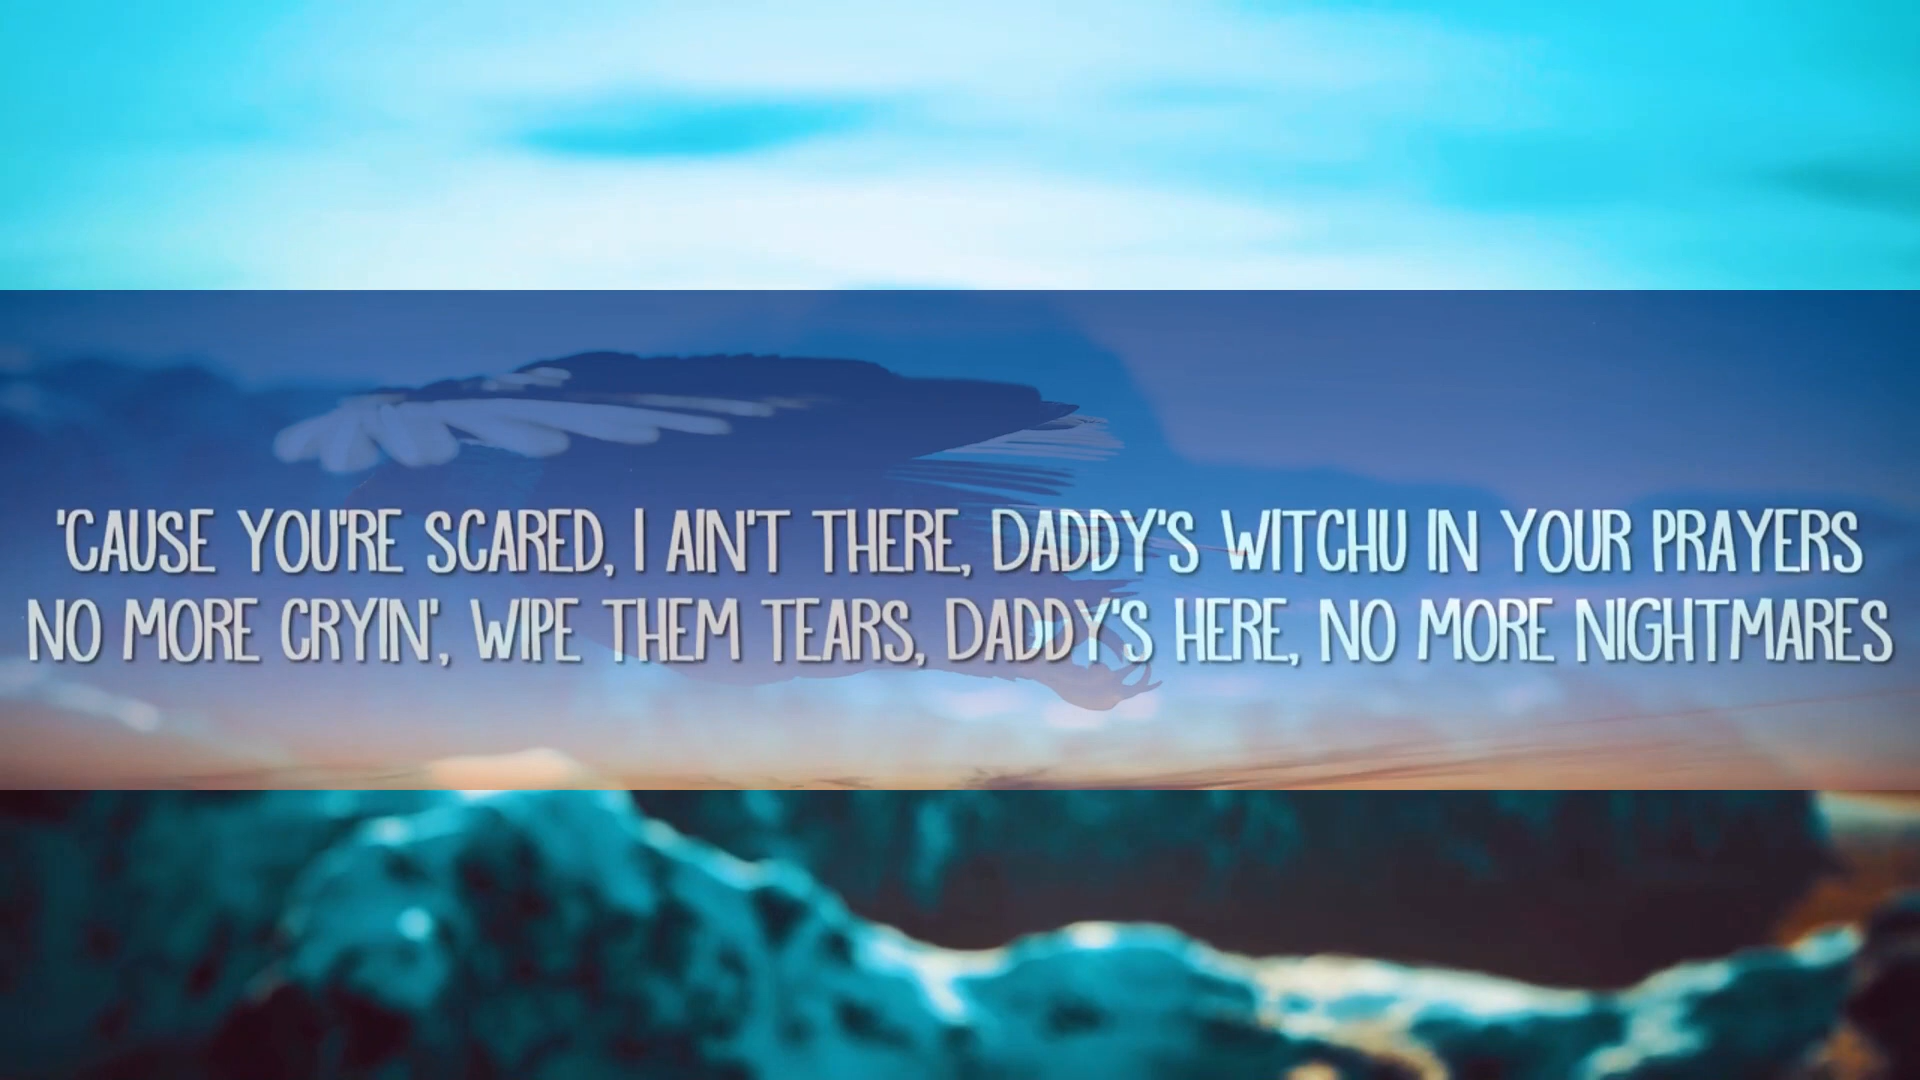 'CAUSE YOU'RE SCARED, I AIN'T THERE, DADDY'S WITCHU IN YOUR PRAYERS
NO MORE CRYIN', WIPE THEM TEARS, DADDY'S HERE, NO MORE NIGHTMARES